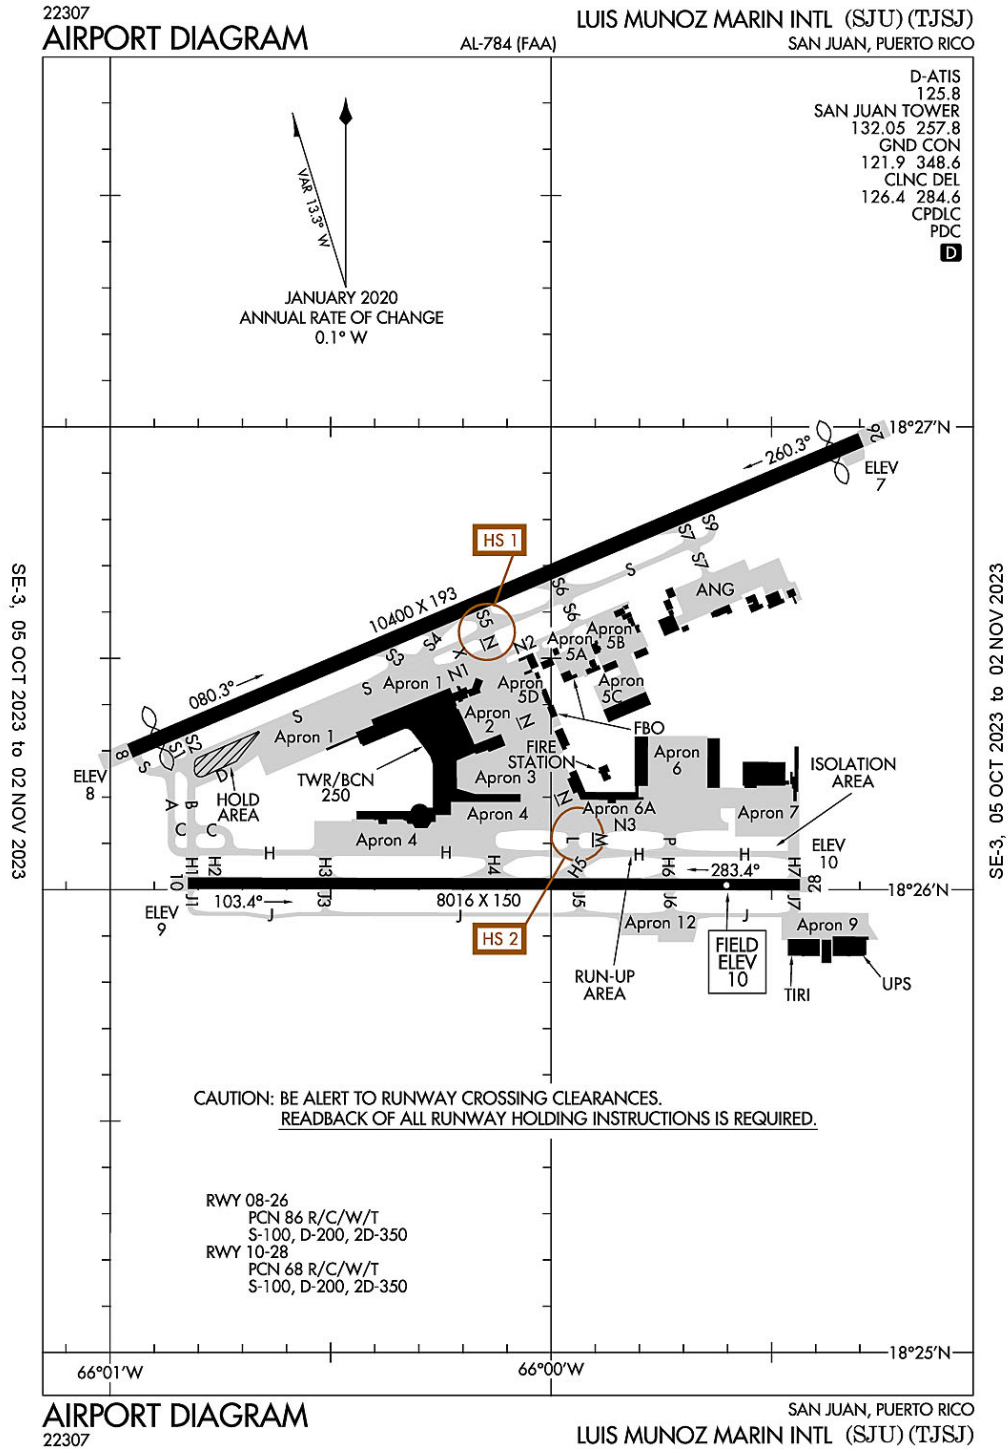 22307
AIRPORT DIAGRAM
AL-784 (FAA)
LUIS MUNOZ MARIN INTL (SJU) (TJSJ)
SAN JUAN, PUERTO RICO
D-ATIS
125.8
SAN JUAN TOWER
132.05 257.8
GND CON
121.9 348.6
CLNC DEL
126.4 284.6
CPDLC
PDC
D
VAR 13.3° W
JANUARY 2020
ANNUAL RATE OF CHANGE
0.1° W
SE-3, 05 OCT 2023 to 02 NOV 2023
SE-3, 05 OCT 2023 to 02 NOV 2023
18°27'N
26
260.3°
ELEV
7
HS 1
S9
S7
S7
S
S6
S6
ANG
10400 X 193
S5
N
S4
S3
X
N1
N2
Apron
5A
Apron
5B
Apron
5C
Apron
5D
080.3°
S
Apron 1
S
Apron 1
Apron
2
N
FBO
FIRE
STATION
Apron
6
ISOLATION
AREA
8
S1
S2
S
D
ELEV
8
HOLD
AREA
TWR/BCN
250
Apron 3
N
A
B
C
C
Apron 4
Apron 4
Apron 6A
N3
Apron 7
L
M
P
ELEV
10
H
H
H
H
H1
H2
H3
H4
H5
H6
H7
10
283.4°
28
18°26'N
103.4°
8016 X 150
J1
J3
J5
J6
J7
ELEV
9
J
J
J
Apron 12
Apron 9
HS 2
RUN-UP
AREA
FIELD
ELEV
10
TIRI
UPS
CAUTION: BE ALERT TO RUNWAY CROSSING CLEARANCES.
READBACK OF ALL RUNWAY HOLDING INSTRUCTIONS IS REQUIRED.
RWY 08-26
PCN 86 R/C/W/T
S-100, D-200, 2D-350
RWY 10-28
PCN 68 R/C/W/T
S-100, D-200, 2D-350
18°25'N
66°01'W
66°00'W
AIRPORT DIAGRAM
22307
SAN JUAN, PUERTO RICO
LUIS MUNOZ MARIN INTL (SJU) (TJSJ)